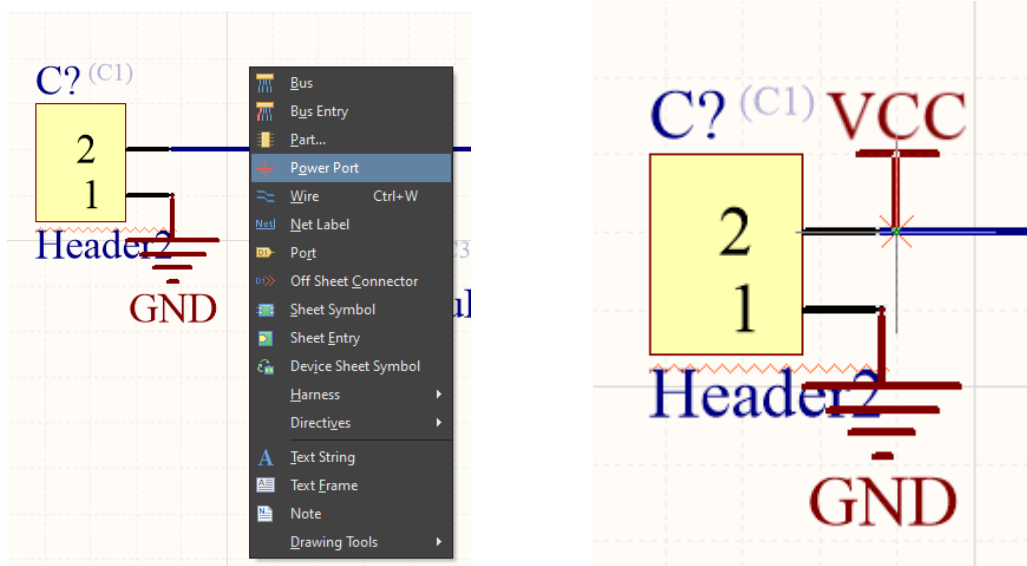 C? (C1)
2
1
Header2
GND
Bus
Bus Entry
Part...
Power Port
Wire Ctrl+W
Net Label
Port
Off Sheet Connector
Sheet Symbol
Sheet Entry
Device Sheet Symbol
Harness
Directives
Text String
Text Frame
Note
Drawing Tools
C? (C1) VCC
2
1
Header2
GND